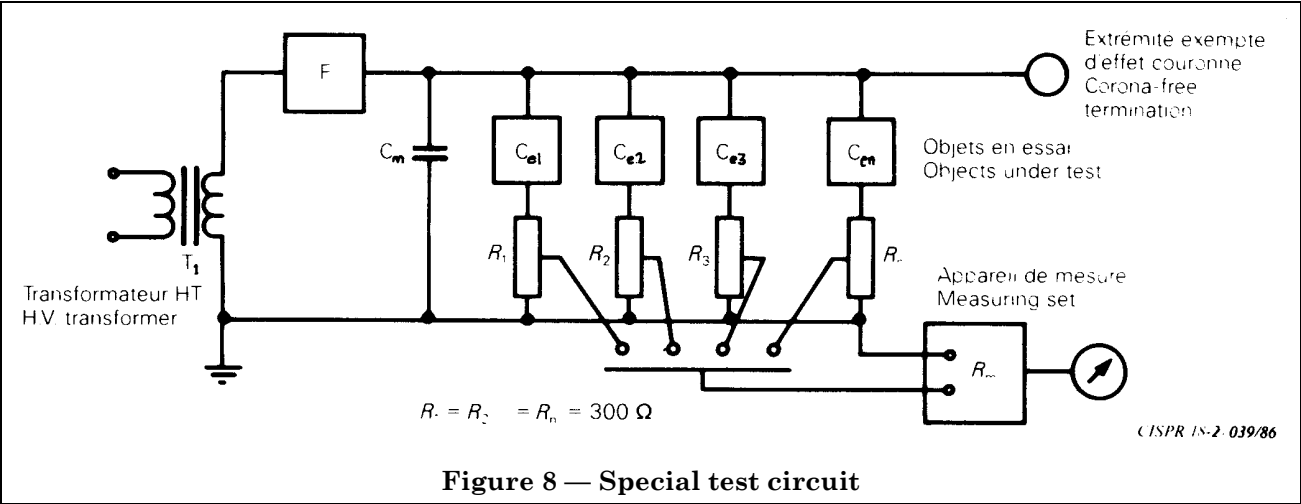 Extrémité exempte
d'effet couronne
Corona-free
termination
F
Cm
Ce1
Ce2
Ce3
Cen
Objets en essai
Objects under test
T1
R1
R2
R3
Transformateur HT
H.V. transformer
Appareil de mesure
Measuring set
= Rn = 300 Ω
CISPR 18-2 039/86
Figure 8 — Special test circuit